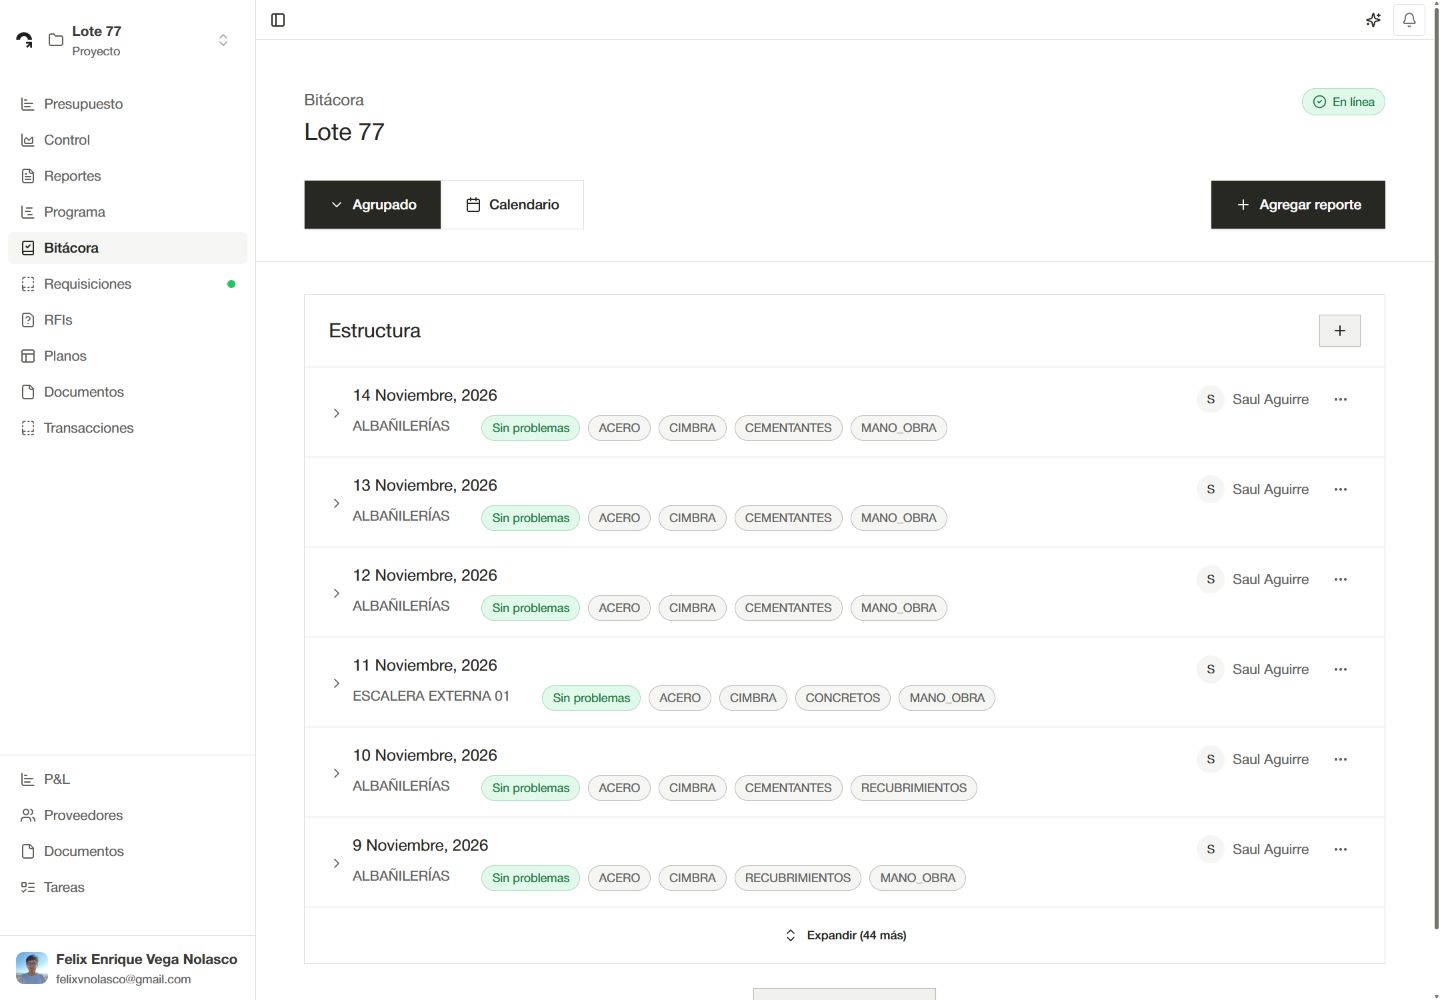 Lote 77
Proyecto
Presupuesto
Control
Reportes
Programa
Bitácora
Requisiciones
RFIs
Planos
Documentos
Transacciones
P&L
Proveedores
Documentos
Tareas
Felix Enrique Vega Nolasco
felixvnolasco@gmail.com
Bitácora
En línea
Lote 77
Agrupado
Calendario
Agregar reporte
Estructura
14 Noviembre, 2026
S Saul Aguirre
ALBAÑILERÍAS Sin problemas ACERO CIMBRA CEMENTANTES MANO_OBRA
13 Noviembre, 2026
S Saul Aguirre
ALBAÑILERÍAS Sin problemas ACERO CIMBRA CEMENTANTES MANO_OBRA
12 Noviembre, 2026
S Saul Aguirre
ALBAÑILERÍAS Sin problemas ACERO CIMBRA CEMENTANTES MANO_OBRA
11 Noviembre, 2026
S Saul Aguirre
ESCALERA EXTERNA 01 Sin problemas ACERO CIMBRA CONCRETOS MANO_OBRA
10 Noviembre, 2026
S Saul Aguirre
ALBAÑILERÍAS Sin problemas ACERO CIMBRA CEMENTANTES RECUBRIMIENTOS
9 Noviembre, 2026
S Saul Aguirre
ALBAÑILERÍAS Sin problemas ACERO CIMBRA RECUBRIMIENTOS MANO_OBRA
Expandir (44 más)